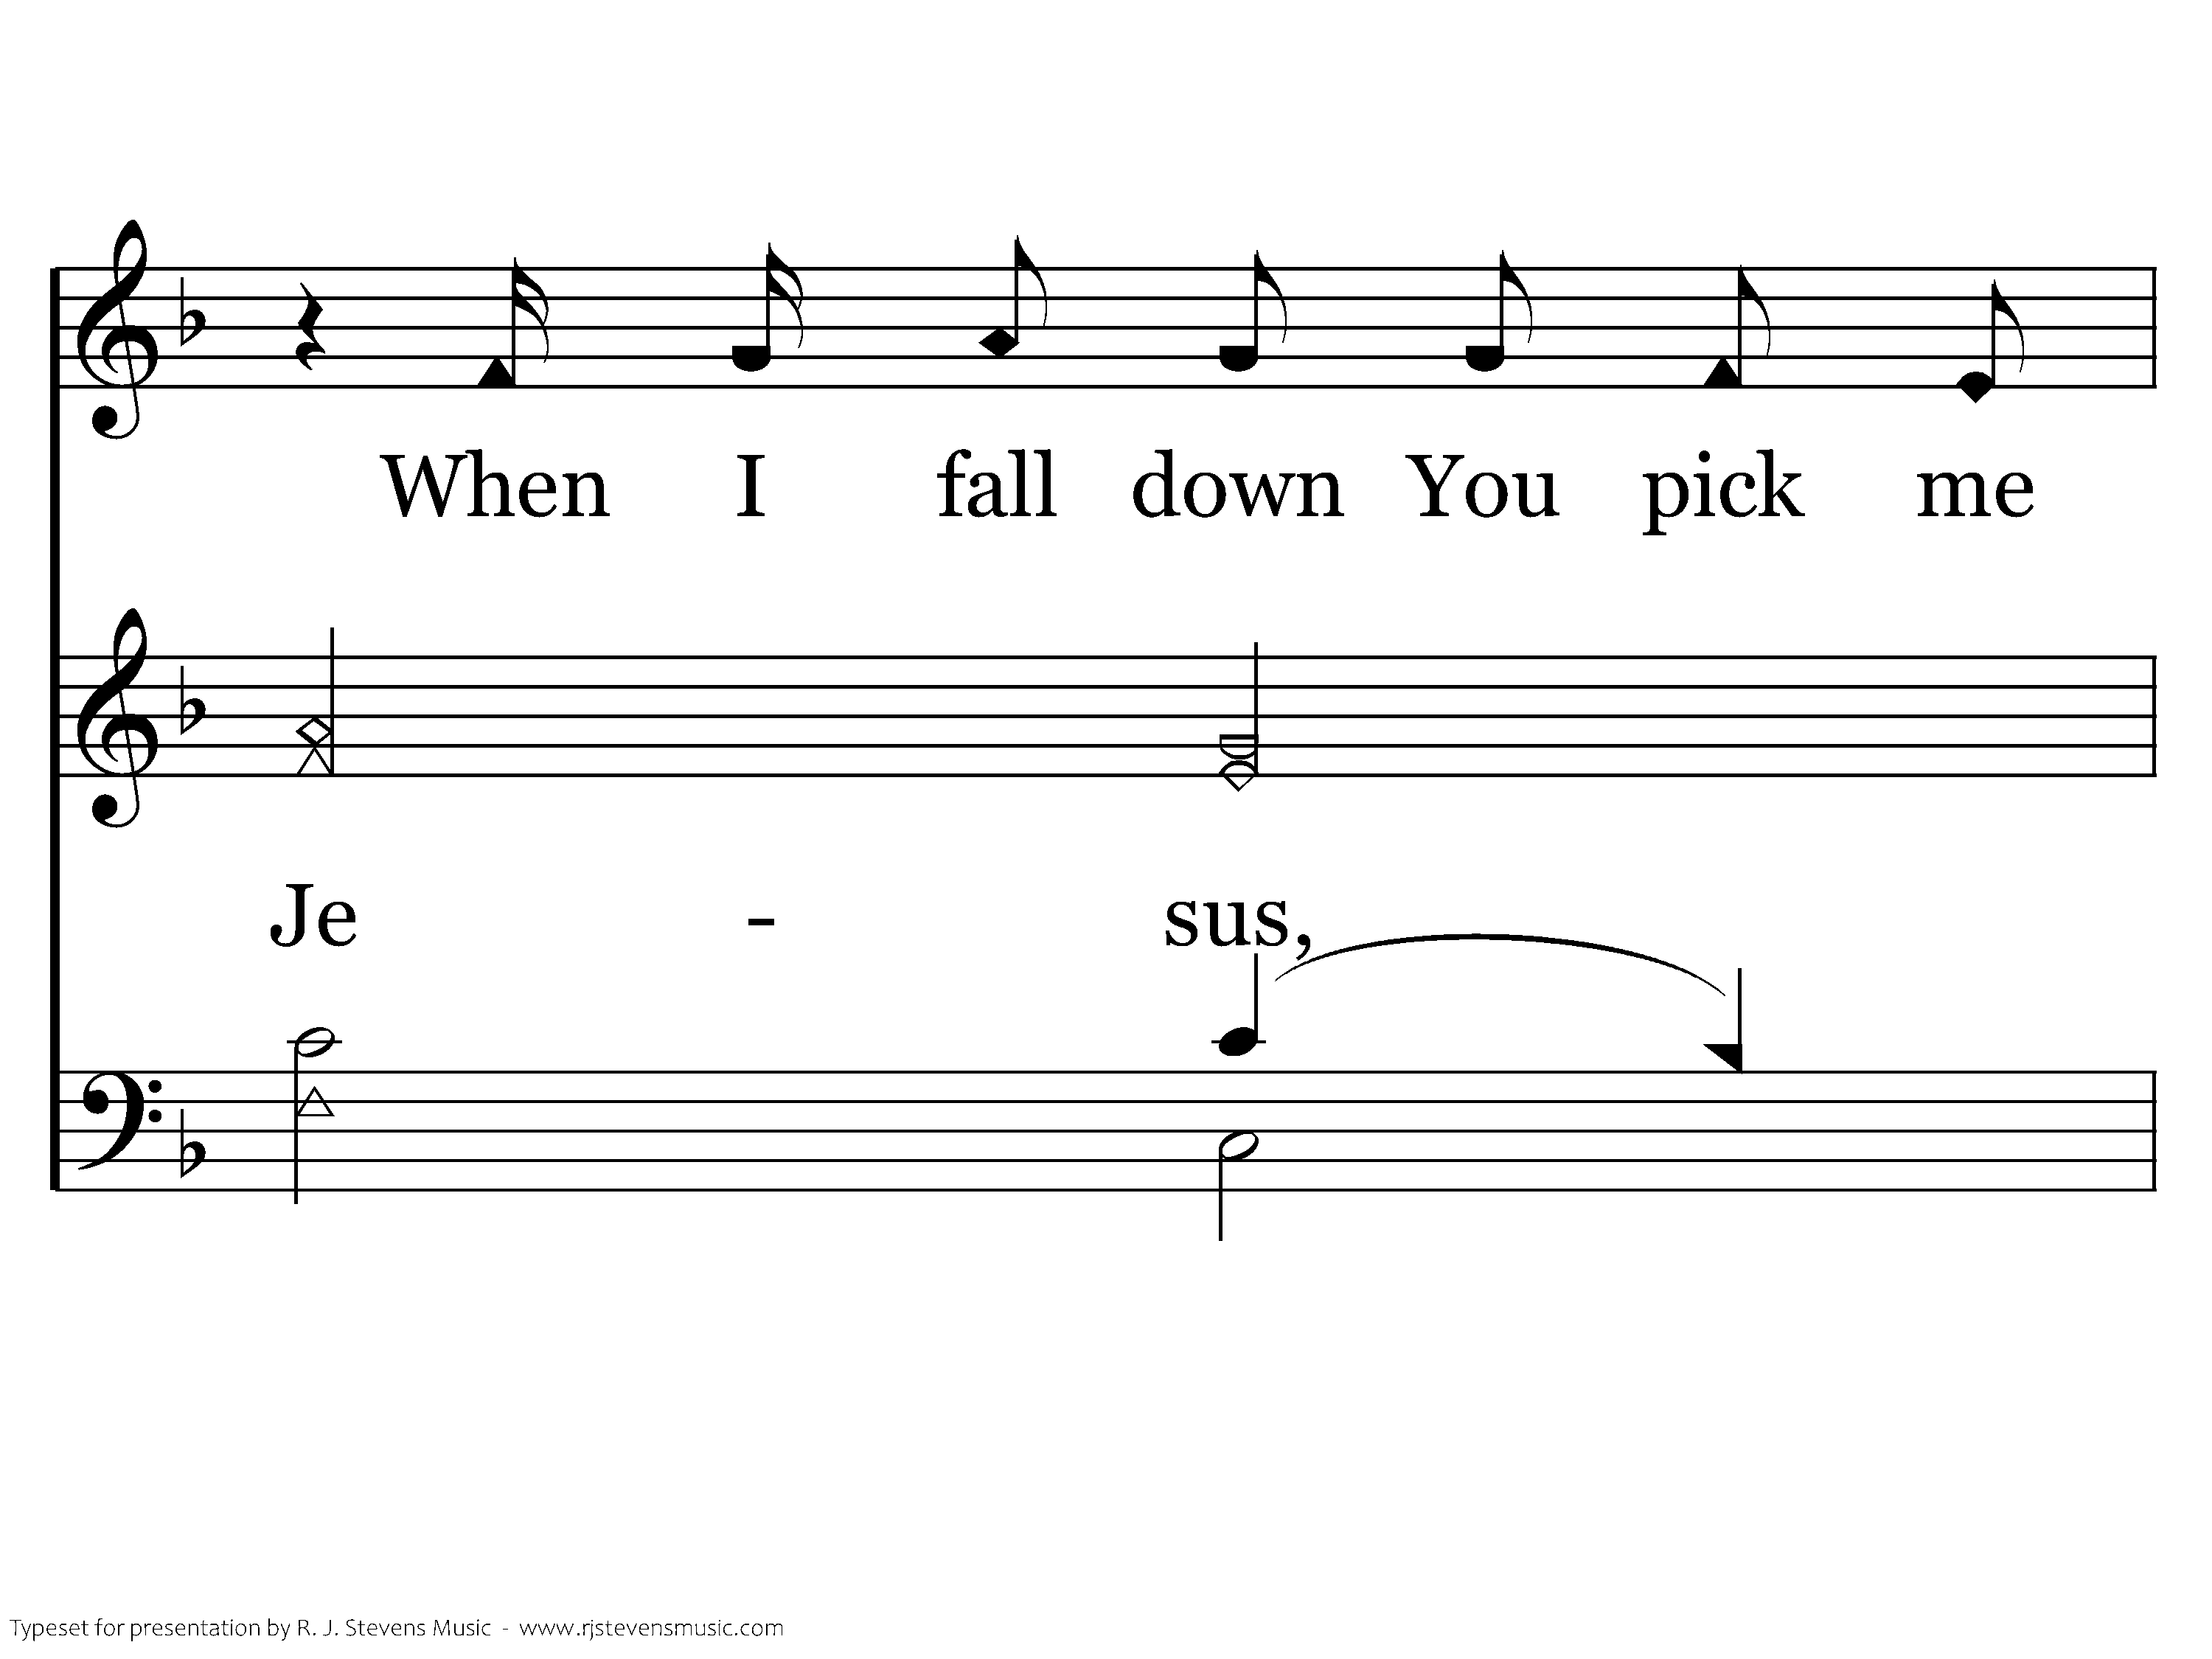 When I fall down You pick me
Je - sus,
Typeset for presentation by R. J. Stevens Music - www.rjstevensmusic.com